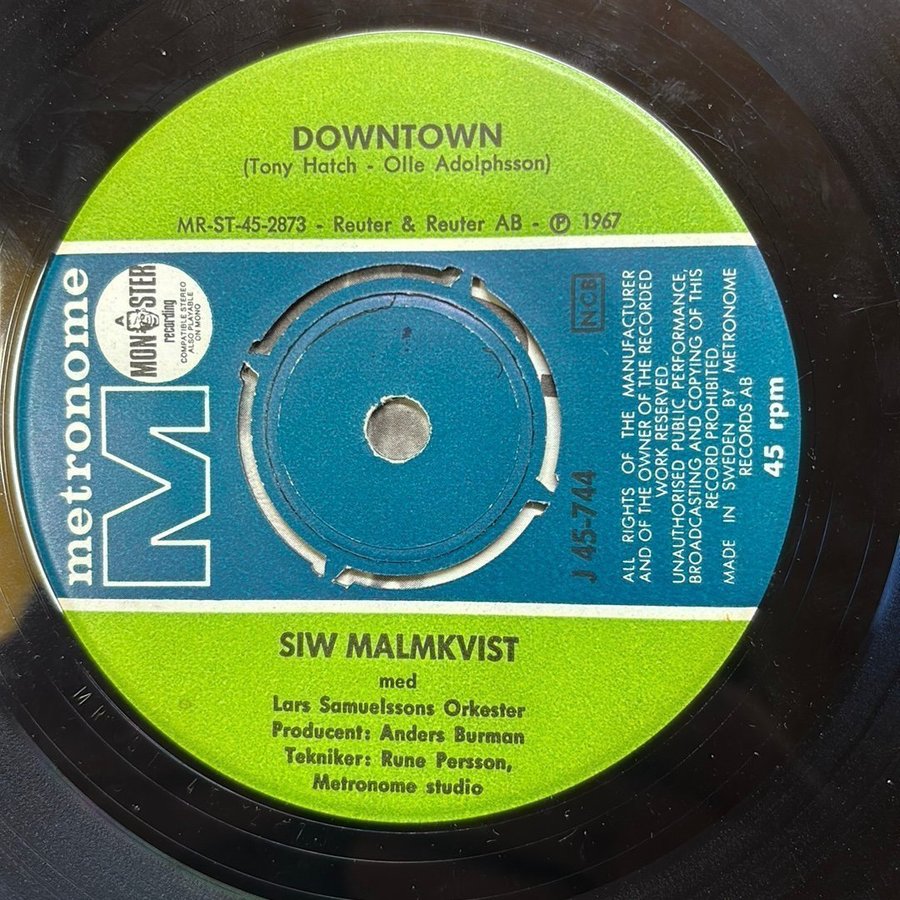 DOWNTOWN
(Tony Hatch - Olle Adolphsson)
MR-ST-45-2873 - Reuter & Reuter AB - ℗ 1967
metronome
M
A
MONSTER
recording
COMPATIBLE STEREO
ALSO PLAYABLE
ON MONO
NCB
J 45-744
ALL RIGHTS OF THE MANUFACTURER
AND OF THE OWNER OF THE RECORDED
WORK RESERVED.
UNAUTHORISED PUBLIC PERFORMANCE,
BROADCASTING AND COPYING OF THIS
RECORD PROHIBITED
MADE IN SWEDEN BY METRONOME
RECORDS AB
45 rpm
SIW MALMKVIST
med
Lars Samuelssons Orkester
Producent: Anders Burman
Tekniker: Rune Persson,
Metronome studio